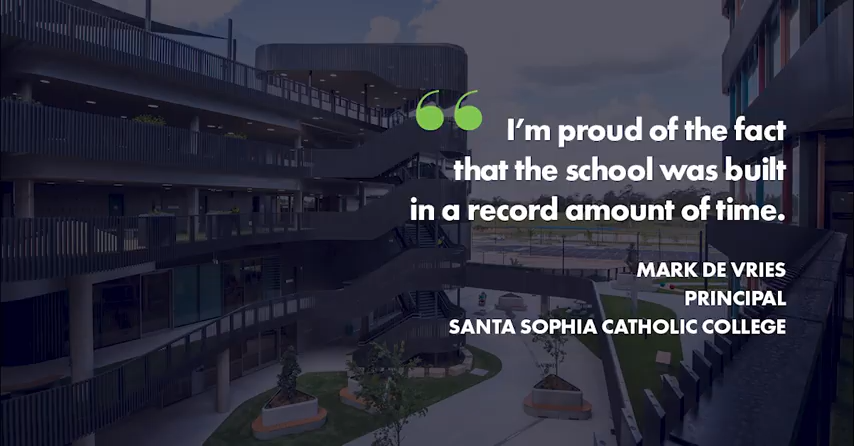 “I’m proud of the fact
that the school was built
in a record amount of time.
MARK DE VRIES
PRINCIPAL
SANTA SOPHIA CATHOLIC COLLEGE